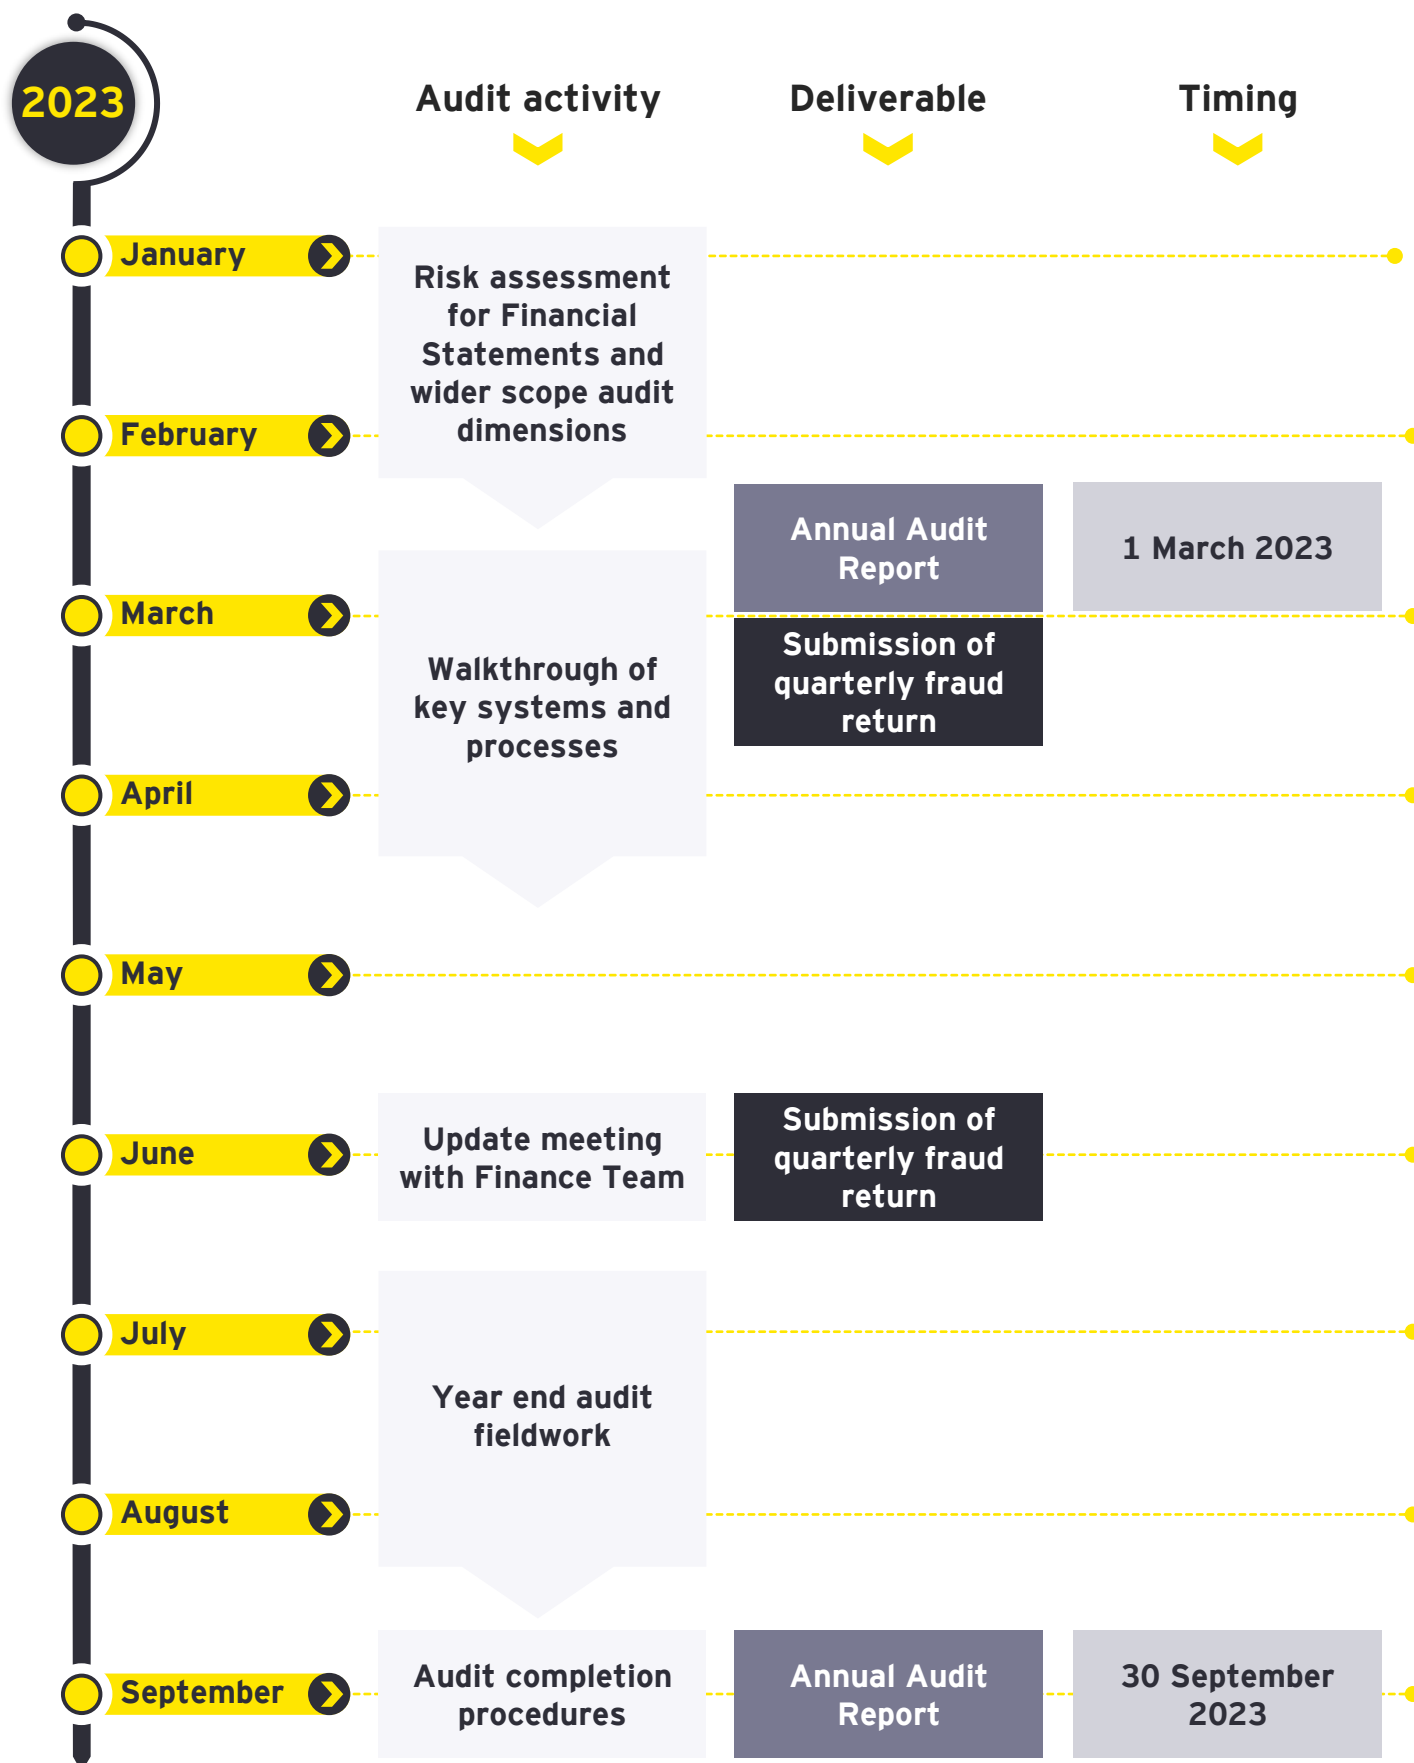 2023
Audit activity
Deliverable
Timing
January
Risk assessment
for Financial
Statements and
wider scope audit
dimensions
February
Annual Audit
Report
1 March 2023
March
Walkthrough of
key systems and
processes
Submission of
quarterly fraud
return
April
May
June
Update meeting
with Finance Team
Submission of
quarterly fraud
return
July
Year end audit
fieldwork
August
September
Audit completion
procedures
Annual Audit
Report
30 September
2023